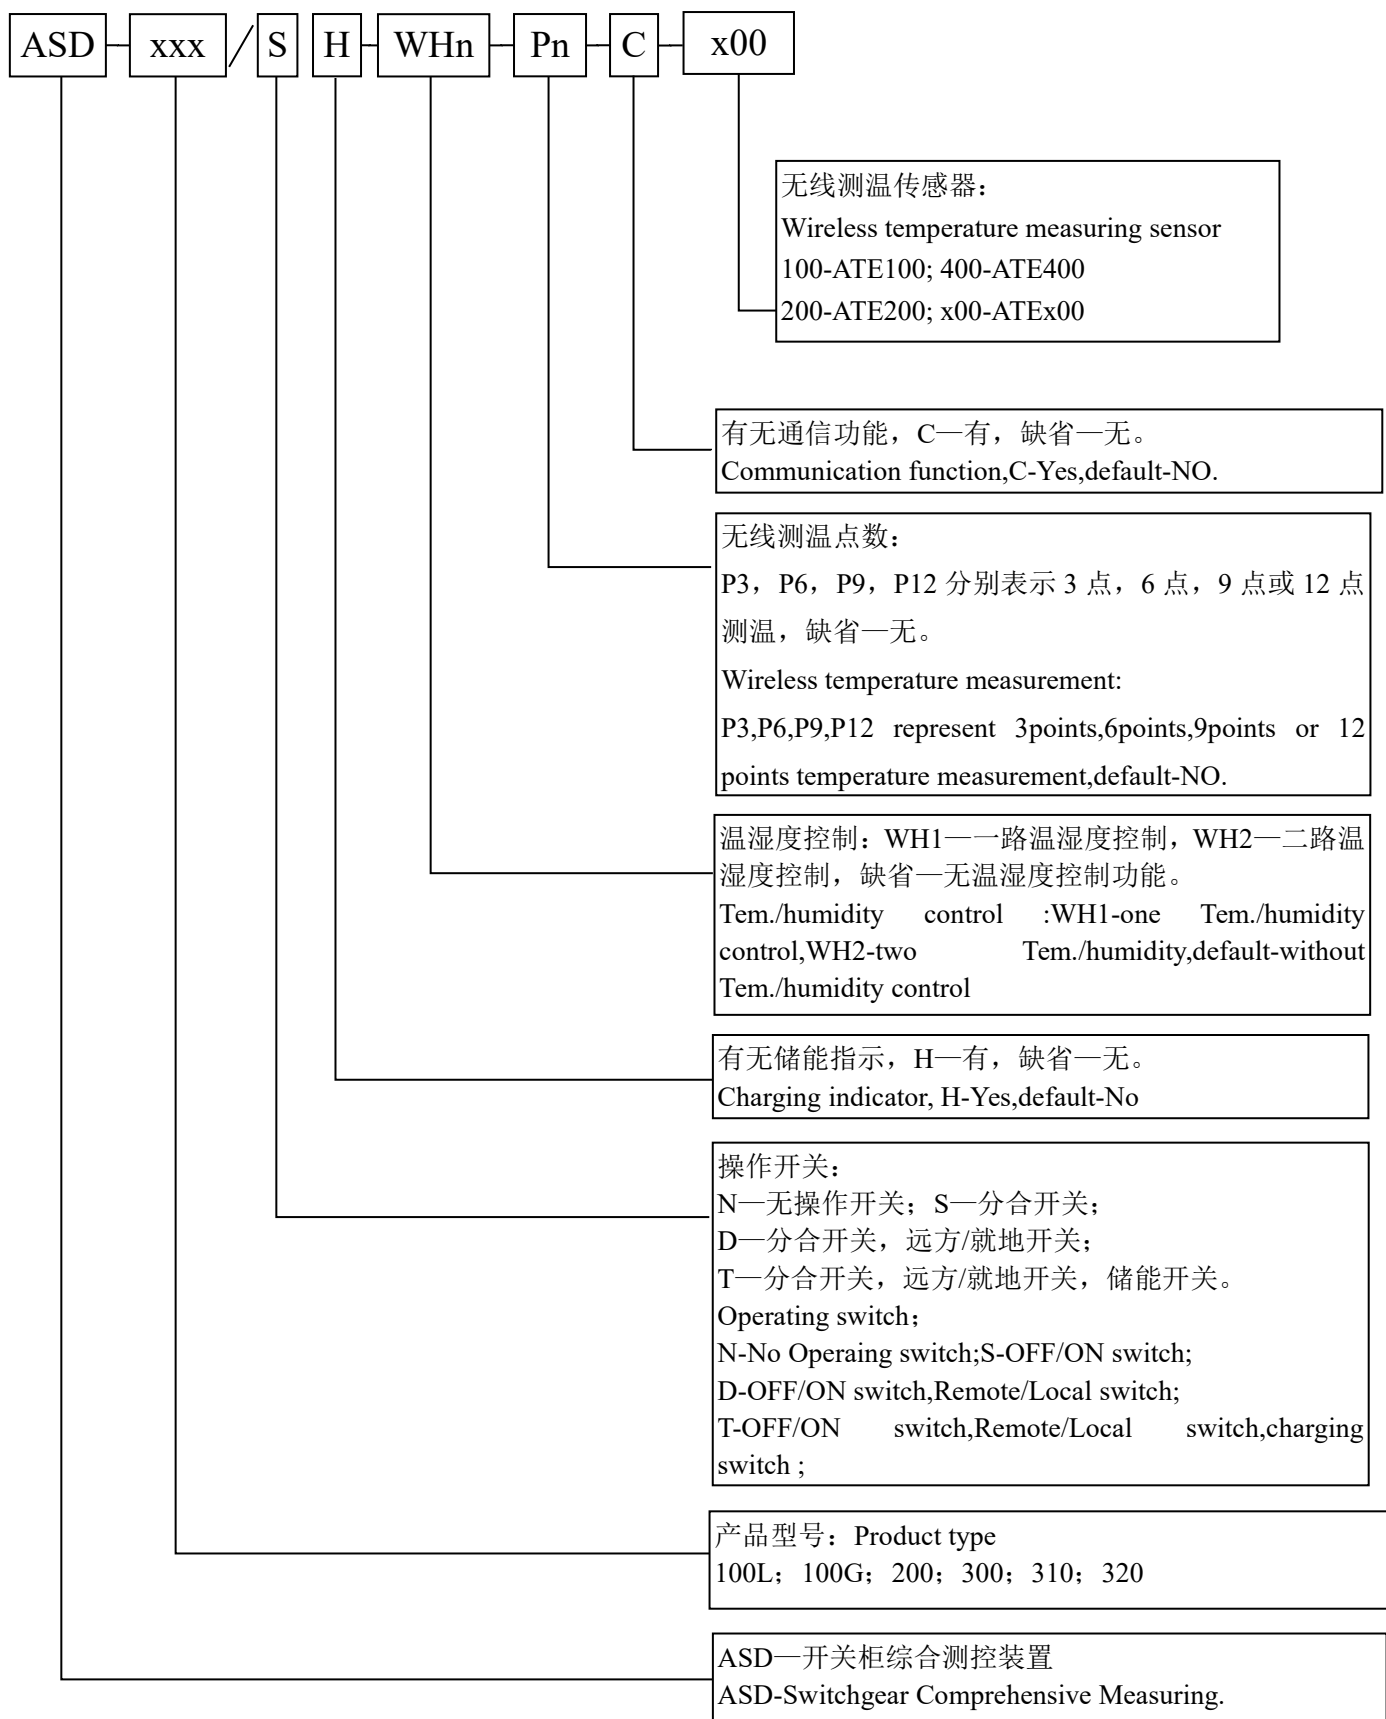 ASD xxx / S H WHn Pn C x00
无线测温传感器：
Wireless temperature measuring sensor
100-ATE100; 400-ATE400
200-ATE200; x00-ATEx00
有无通信功能，C—有，缺省—无。
Communication function,C-Yes,default-NO.
无线测温点数：
P3，P6，P9，P12 分别表示 3 点，6 点，9 点或 12 点
测温，缺省—无。
Wireless temperature measurement:
P3,P6,P9,P12 represent 3points,6points,9points or 12
points temperature measurement,default-NO.
温湿度控制：WH1—一路温湿度控制，WH2—二路温
湿度控制，缺省—无温湿度控制功能。
Tem./humidity control :WH1-one Tem./humidity
control,WH2-two Tem./humidity,default-without
Tem./humidity control
有无储能指示，H—有，缺省—无。
Charging indicator, H-Yes,default-No
操作开关：
N—无操作开关；S—分合开关；
D—分合开关，远方/就地开关；
T—分合开关，远方/就地开关，储能开关。
Operating switch；
N-No Operaing switch;S-OFF/ON switch;
D-OFF/ON switch,Remote/Local switch;
T-OFF/ON switch,Remote/Local switch,charging
switch ;
产品型号：Product type
100L；100G；200；300；310；320
ASD—开关柜综合测控装置
ASD-Switchgear Comprehensive Measuring.